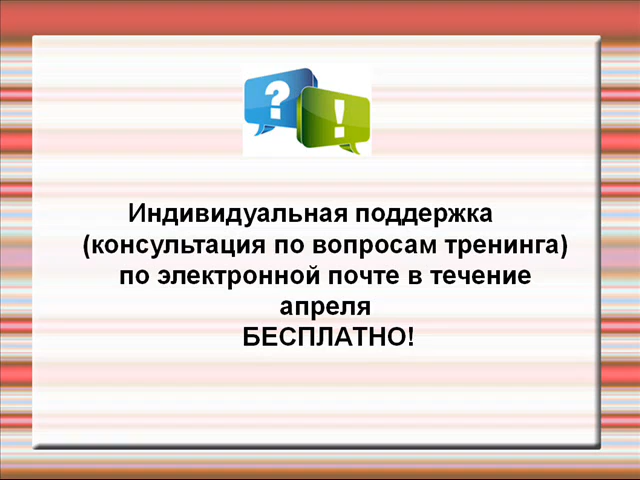 ?
!
Индивидуальная поддержка
(консультация по вопросам тренинга)
по электронной почте в течение
апреля
БЕСПЛАТНО!